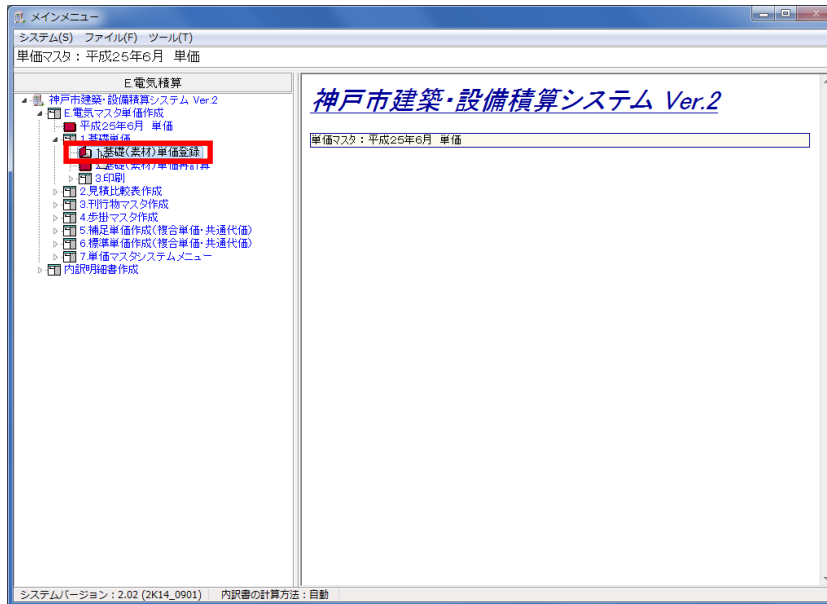 メインメニュー
システム(S) ファイル(F) ツール(T)
単価マスタ：平成25年6月 単価
E.電気積算
神戸市建築・設備積算システム Ver.2
E.電気マスタ単価作成
平成25年6月 単価
1.基礎単価
1.基礎(素材)単価登録
2.基礎(素材)単価再計算
3.印刷
2.見積比較表作成
3.刊行物マスタ作成
4.歩掛マスタ作成
5.補足単価作成(複合単価・共通代価)
6.標準単価作成(複合単価・共通代価)
7.単価マスタシステムメニュー
内訳明細書作成
神戸市建築・設備積算システム Ver.2
単価マスタ：平成25年6月 単価
システムバージョン：2.02 (2K14_0901) 内訳書の計算方法：自動